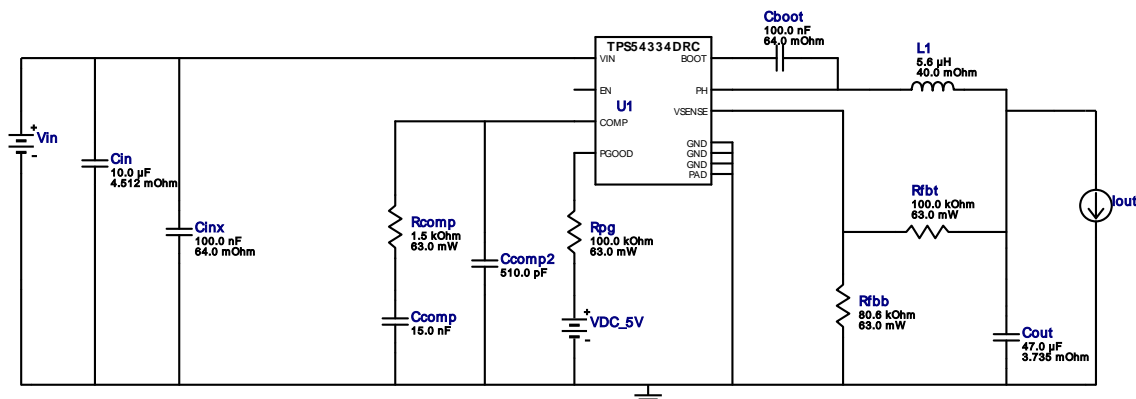 Cboot
100.0 nF
64.0 mOhm
TPS54334DRC
VIN
BOOT
L1
5.6 µH
40.0 mOhm
EN
PH
U1
VSENSE
COMP
PGOOD
GND
GND
GND
PAD
+
Vin
-
Cin
10.0 µF
4.512 mOhm
Cinx
100.0 nF
64.0 mOhm
Rcomp
1.5 kOhm
63.0 mW
Rpg
100.0 kOhm
63.0 mW
Rfbt
100.0 kOhm
63.0 mW
Iout
Ccomp2
510.0 pF
Ccomp
15.0 nF
+
VDC_5V
-
Rfbb
80.6 kOhm
63.0 mW
Cout
47.0 µF
3.735 mOhm